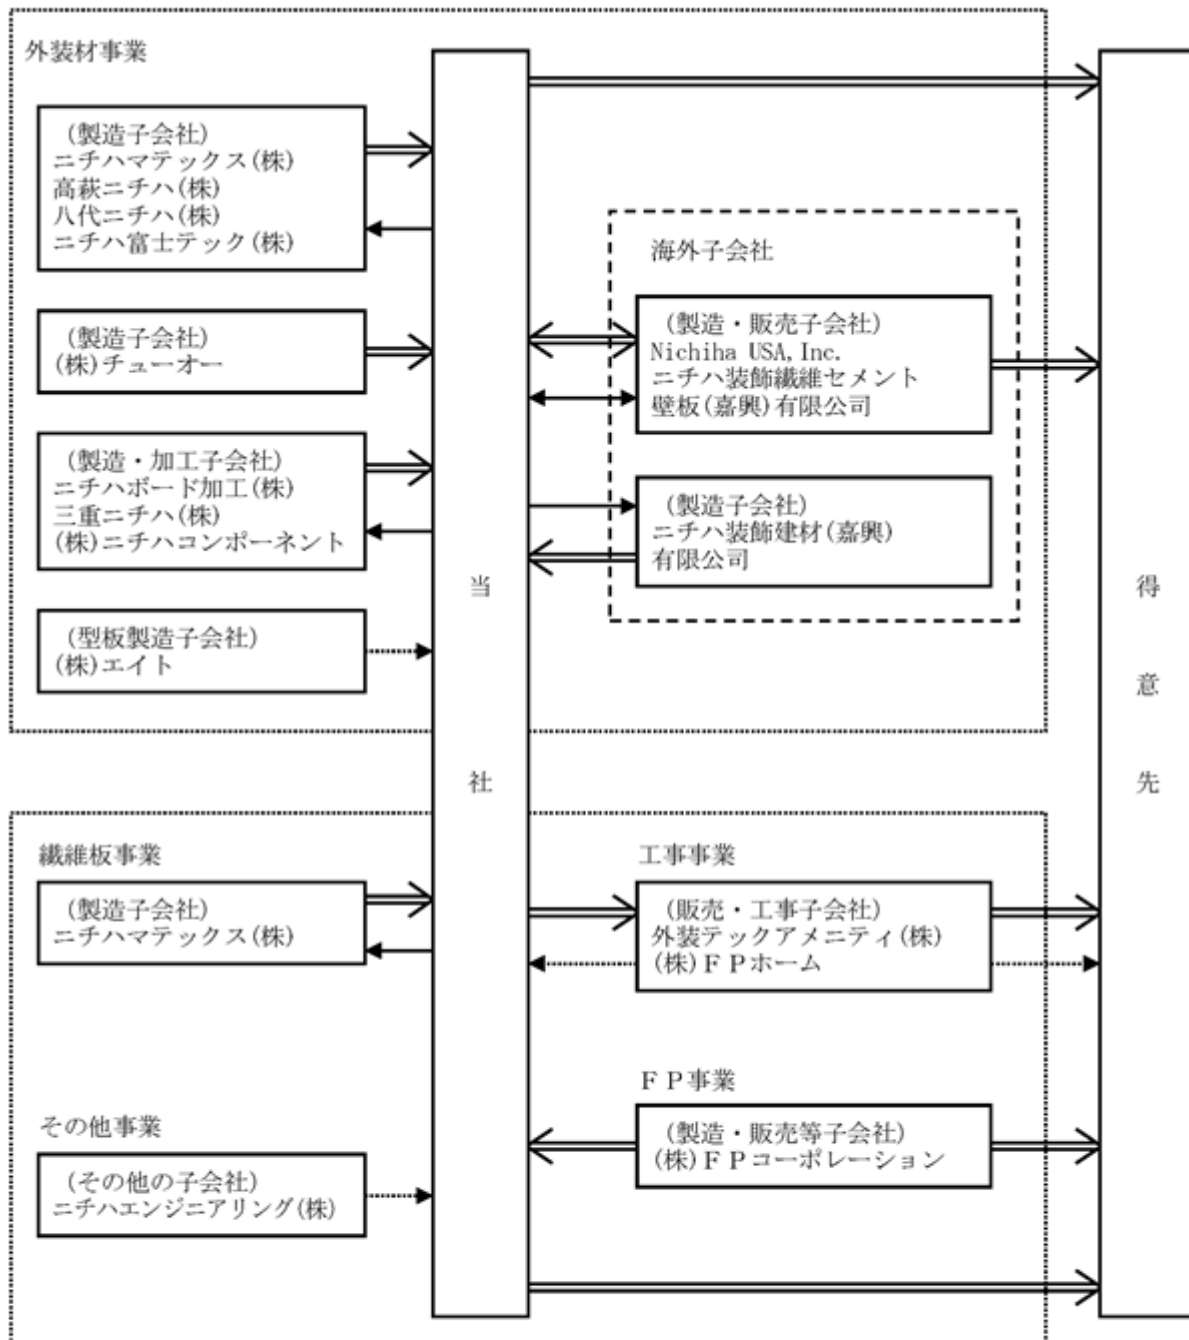 外装材事業
(製造子会社)
ニチハマテックス(株)
高萩ニチハ(株)
八代ニチハ(株)
ニチハ富士テック(株)
(製造子会社)
(株)チューオー
(製造・加工子会社)
ニチハボード加工(株)
三重ニチハ(株)
(株)ニチハコンポーネント
(型板製造子会社)
(株)エイト
当
社
海外子会社
(製造・販売子会社)
Nichiha USA,Inc.
ニチハ装飾繊維セメント
壁板(嘉興)有限公司
(製造子会社)
ニチハ装飾建材(嘉興)
有限公司
得
意
先
繊維板事業
(製造子会社)
ニチハマテックス(株)
工事事業
(販売・工事子会社)
外装テックアメニティ(株)
(株)ＦＰホーム
その他事業
(その他の子会社)
ニチハエンジニアリング(株)
ＦＰ事業
(製造・販売等子会社)
(株)ＦＰコーポレーション